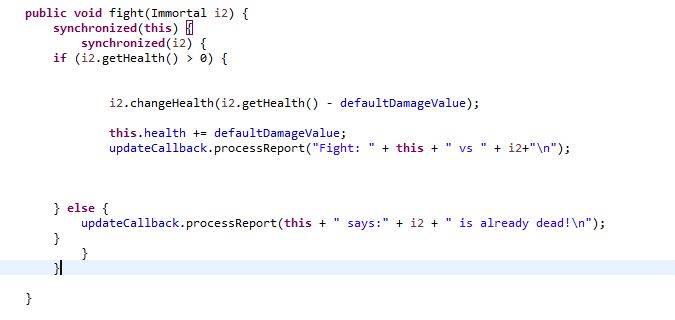 public void fight(Immortal i2) {
synchronized(this) {
synchronized(i2) {
if (i2.getHealth() > 0) {
i2.changeHealth(i2.getHealth() - defaultDamageValue);
this.health += defaultDamageValue;
updateCallback.processReport("Fight: " + this + " vs " + i2+"\n");
} else {
updateCallback.processReport(this + " says:" + i2 + " is already dead!\n");
}
}
}
}